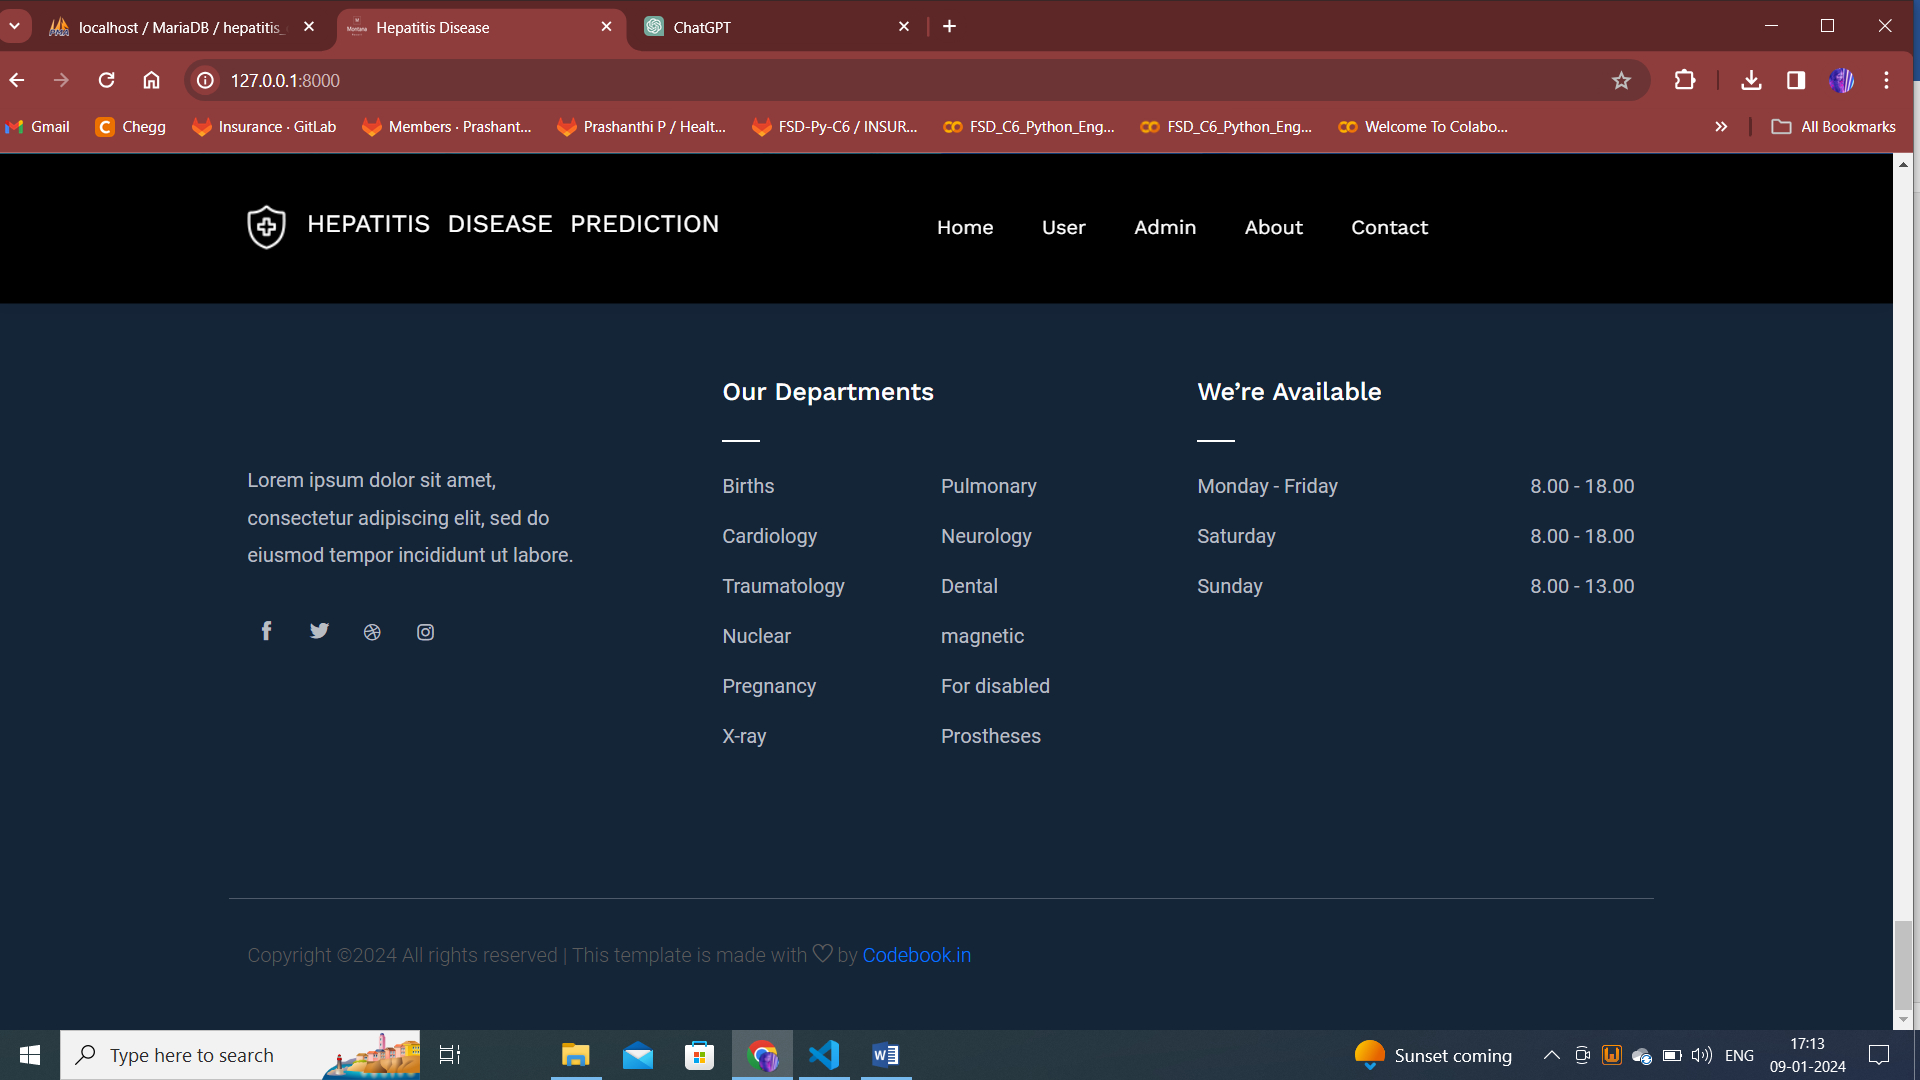 localhost / MariaDB / hepatitis_
Hepatitis Disease
ChatGPT
127.0.0.1:8000
Gmail
Chegg
Insurance · GitLab
Members · Prashant...
Prashanthi P / Healt...
FSD-Py-C6 / INSUR...
FSD_C6_Python_Eng...
FSD_C6_Python_Eng...
Welcome To Colabo...
All Bookmarks
HEPATITIS DISEASE PREDICTION
Home
User
Admin
About
Contact
Lorem ipsum dolor sit amet,
consectetur adipiscing elit, sed do
eiusmod tempor incididunt ut labore.
Our Departments
Births
Cardiology
Traumatology
Nuclear
Pregnancy
X-ray
Pulmonary
Neurology
Dental
magnetic
For disabled
Prostheses
We’re Available
Monday - Friday 8.00 - 18.00
Saturday 8.00 - 18.00
Sunday 8.00 - 13.00
Copyright ©2024 All rights reserved | This template is made with ♡ by Codebook.in
Type here to search
Sunset coming
ENG
17:13
09-01-2024